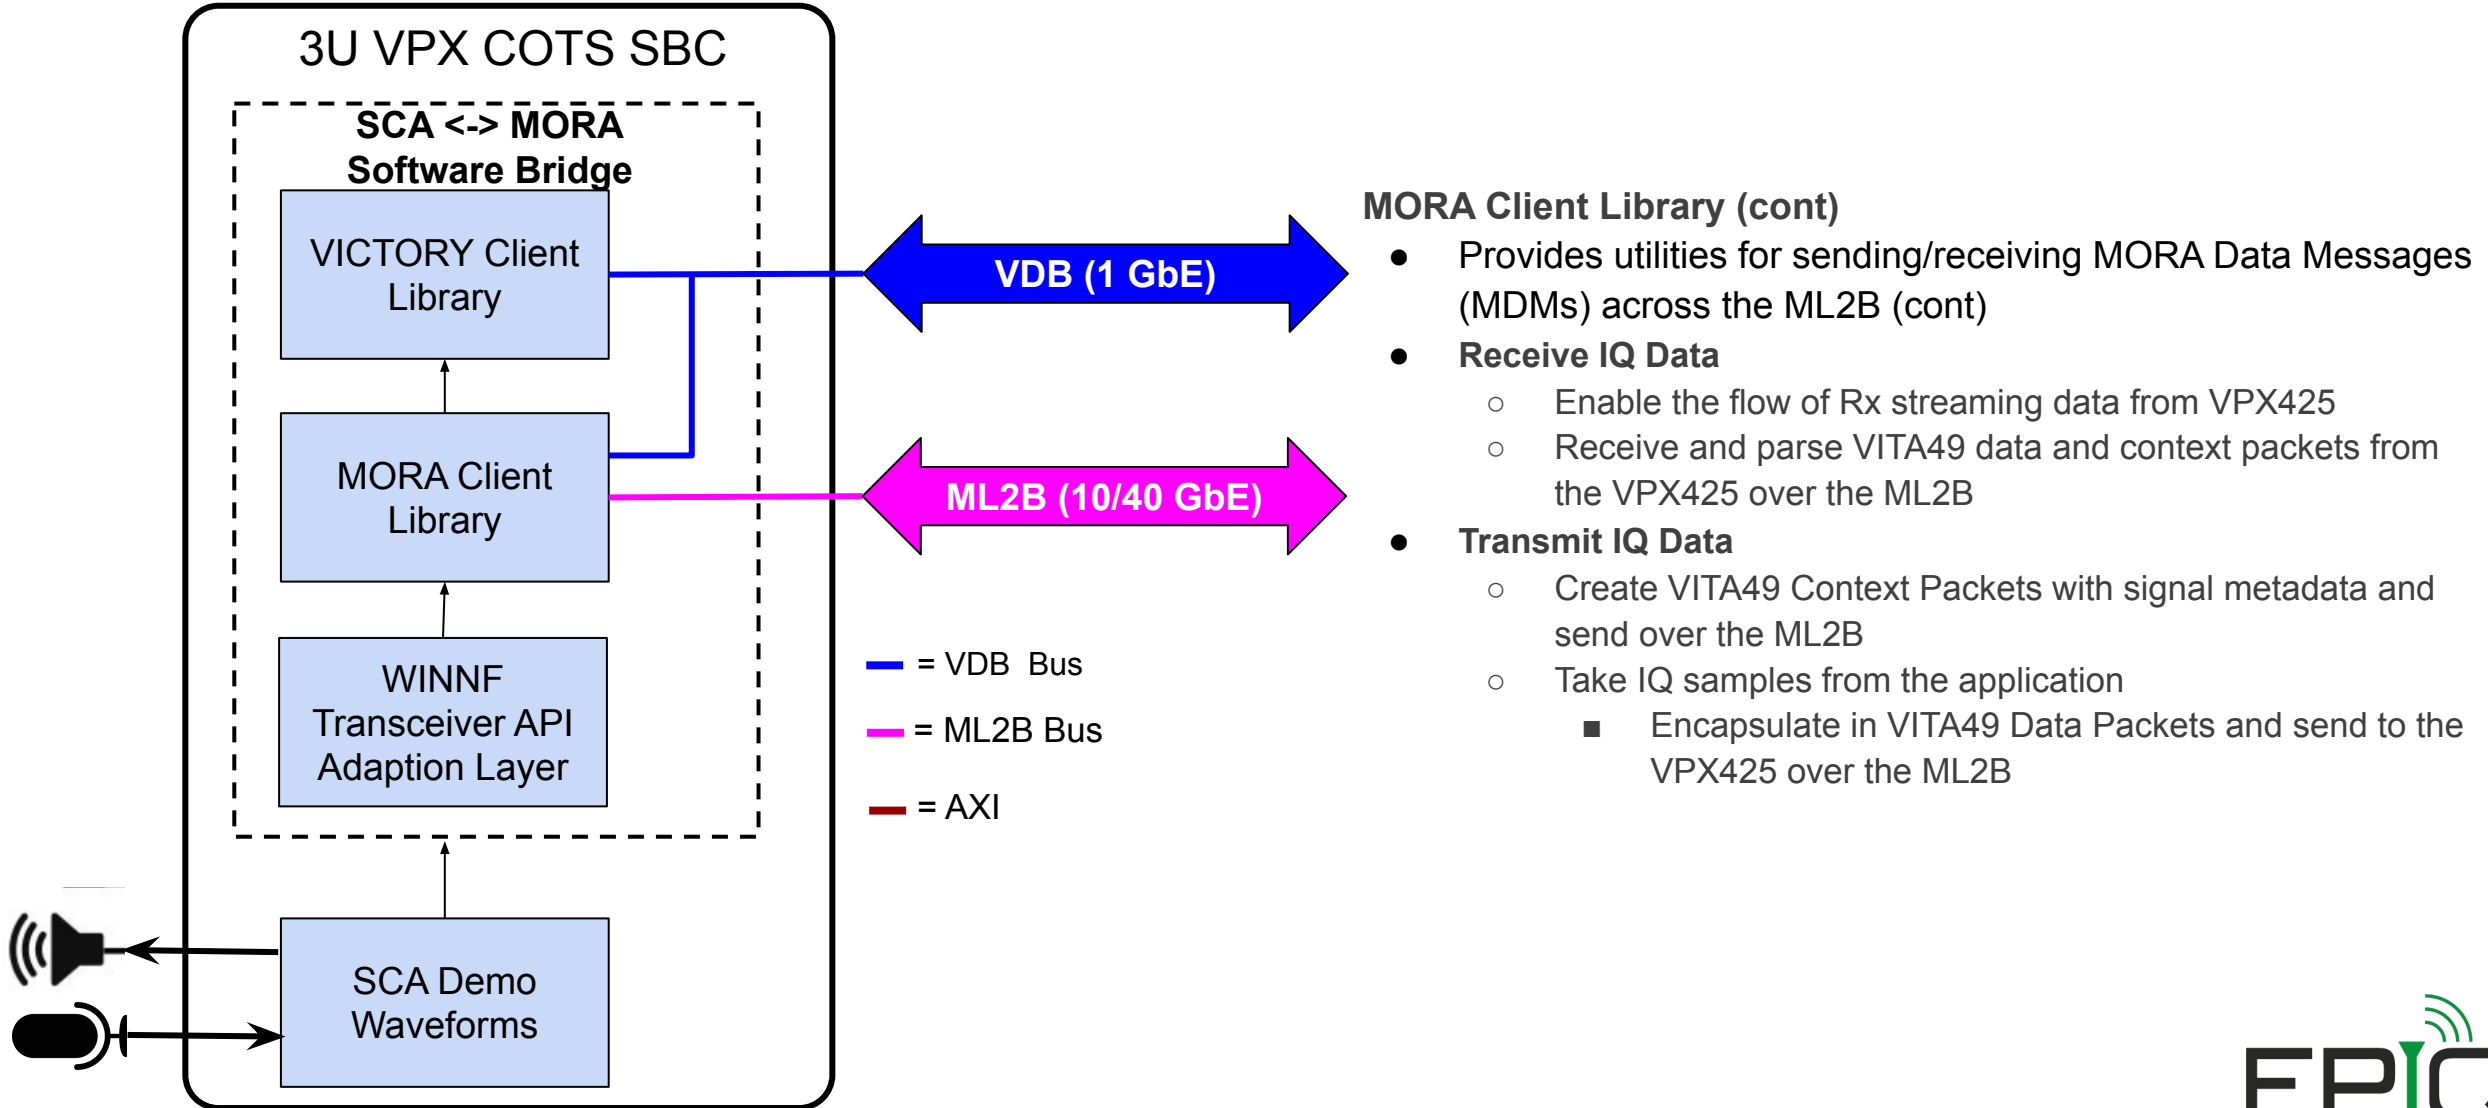 3U VPX COTS SBC
SCA <-> MORA
Software Bridge
VICTORY Client
Library
MORA Client
Library
WINNF
Transceiver API
Adaption Layer
SCA Demo
Waveforms
VDB (1 GbE)
ML2B (10/40 GbE)
= VDB  Bus
= ML2B Bus
= AXI
MORA Client Library (cont)
● Provides utilities for sending/receiving MORA Data Messages
(MDMs) across the ML2B (cont)
● Receive IQ Data
○ Enable the flow of Rx streaming data from VPX425
○ Receive and parse VITA49 data and context packets from
the VPX425 over the ML2B
● Transmit IQ Data
○ Create VITA49 Context Packets with signal metadata and
send over the ML2B
○ Take IQ samples from the application
■ Encapsulate in VITA49 Data Packets and send to the
VPX425 over the ML2B
EPIQ